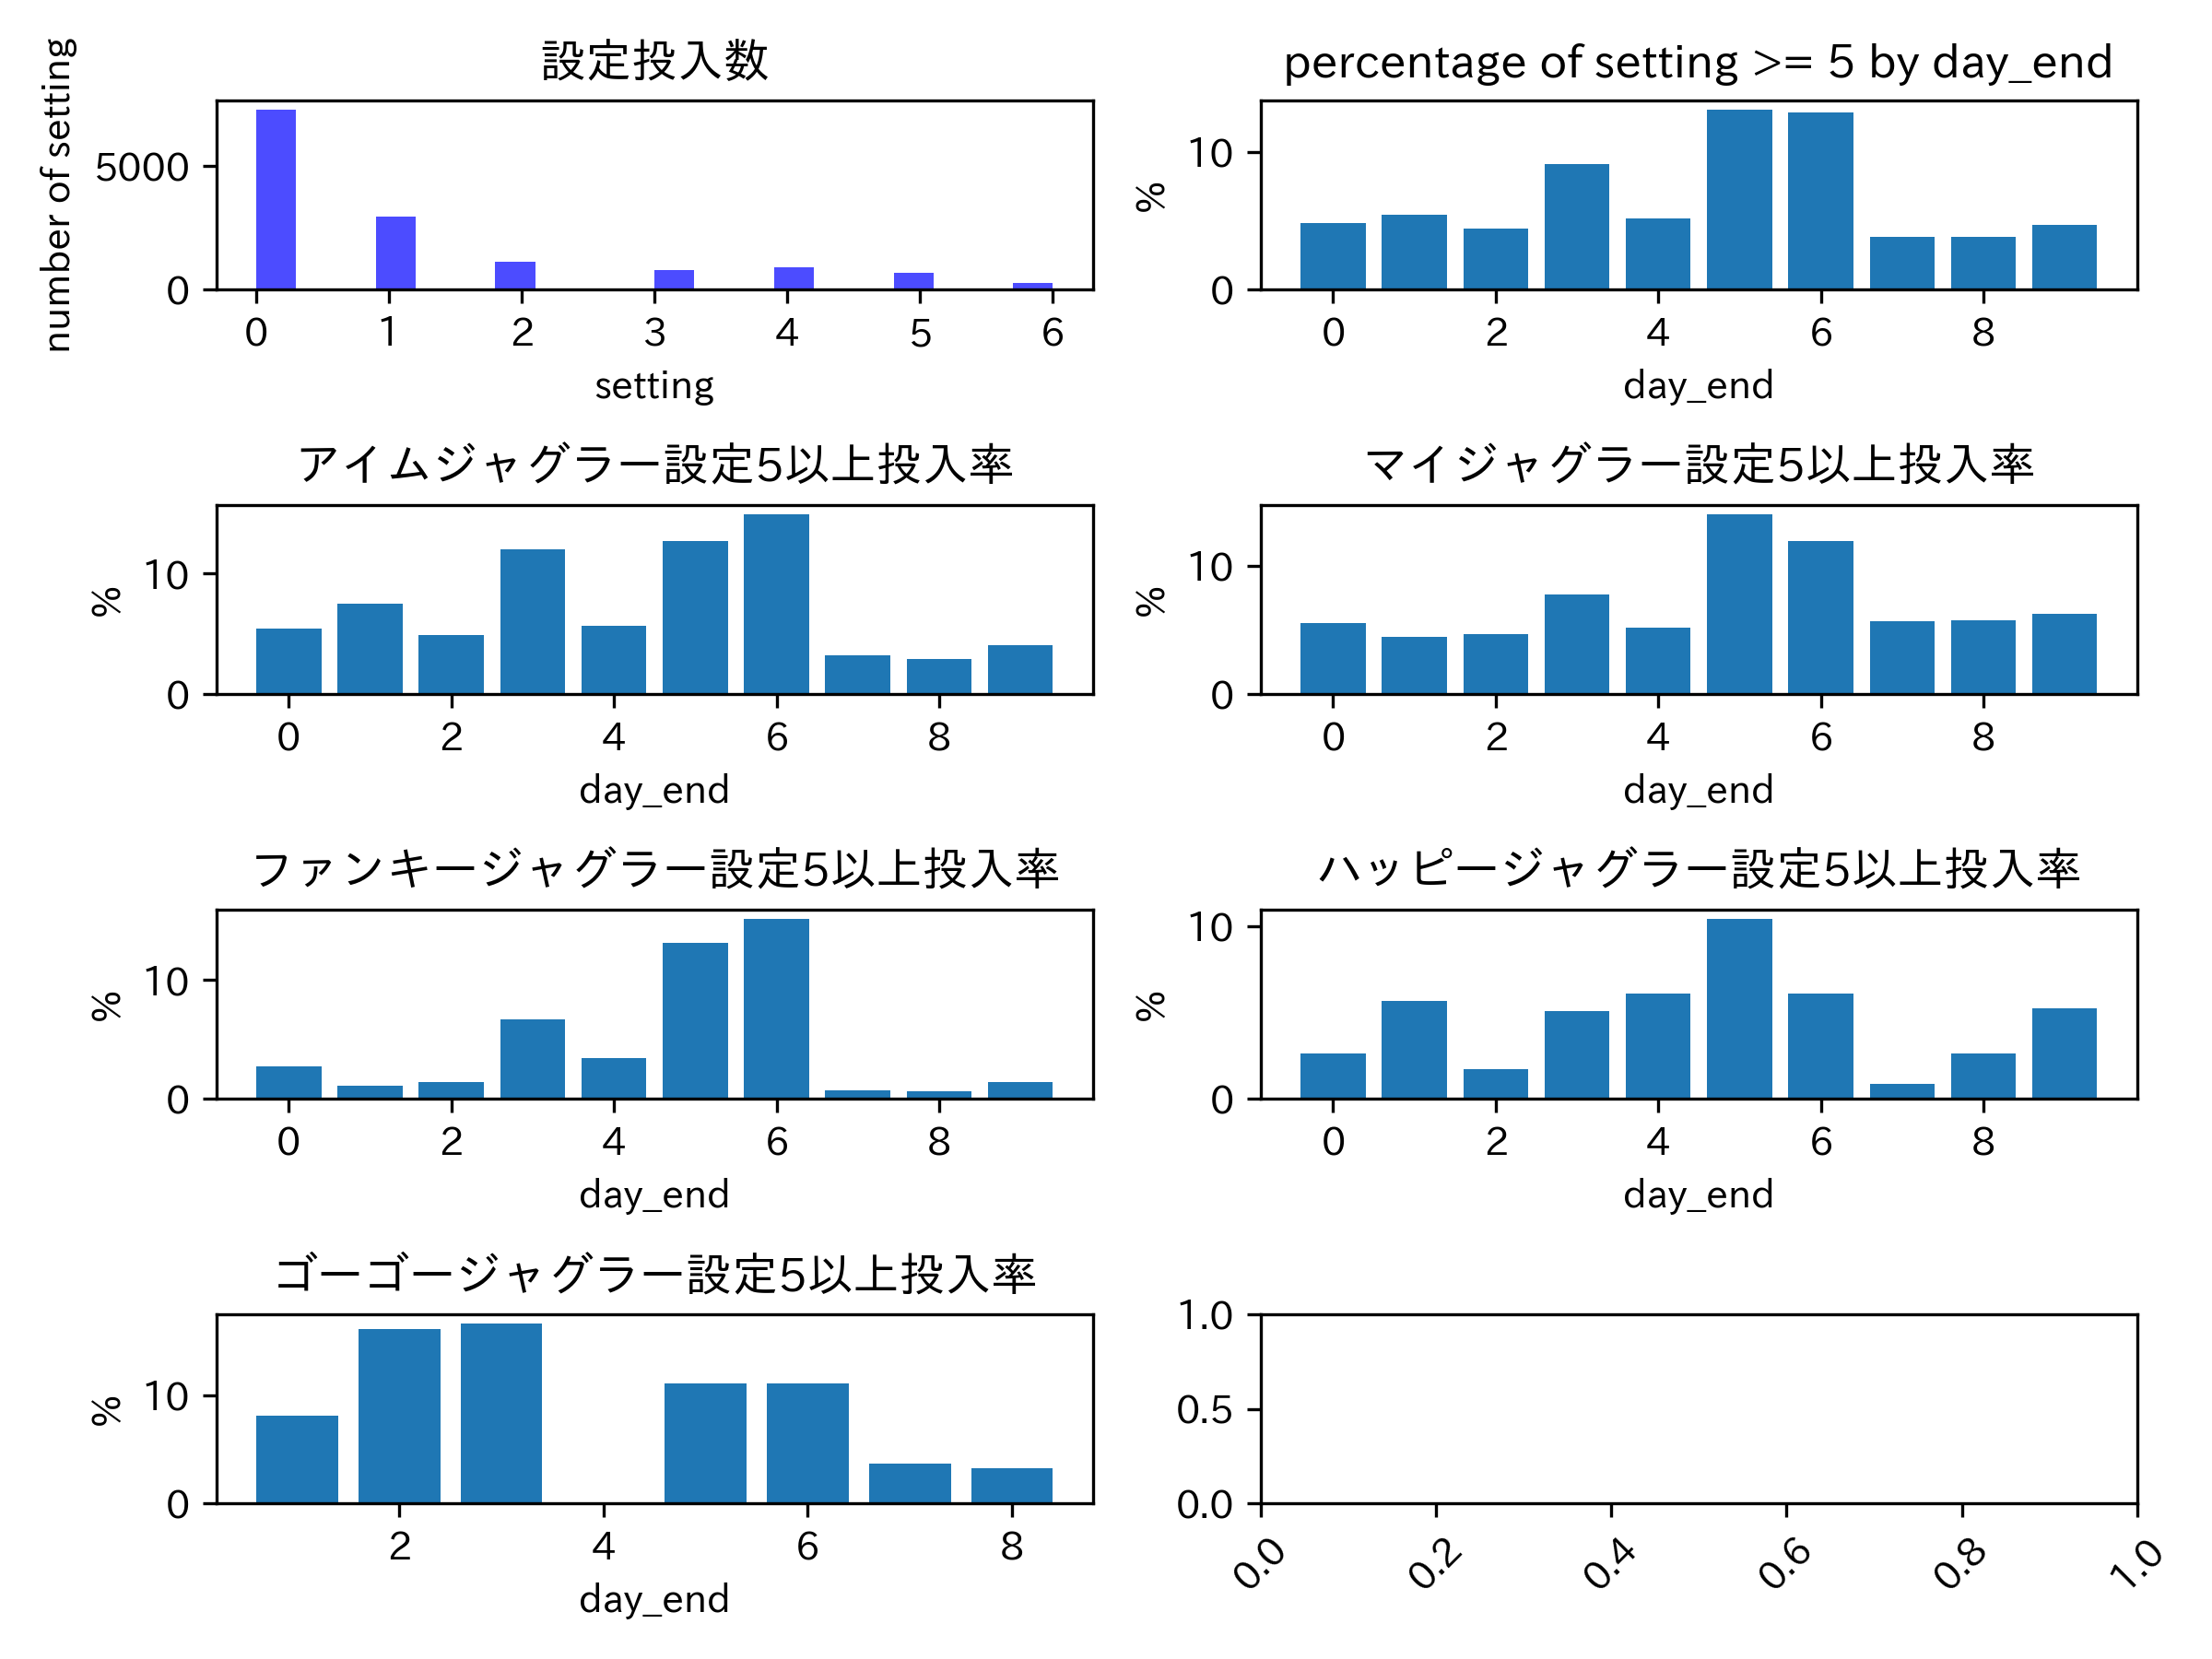 設定投入数
number of setting
5000
0
0 1 2 3 4 5 6
setting
percentage of setting >= 5 by day_end
%
10
0
0 2 4 6 8
day_end
アイムジャグラー設定5以上投入率
%
10
0
0 2 4 6 8
day_end
マイジャグラー設定5以上投入率
%
10
0
0 2 4 6 8
day_end
ファンキージャグラー設定5以上投入率
%
10
0
0 2 4 6 8
day_end
ハッピージャグラー設定5以上投入率
%
10
0
0 2 4 6 8
day_end
ゴーゴージャグラー設定5以上投入率
%
10
0
2 4 6 8
day_end
1.0
0.5
0.0
0.0 0.2 0.4 0.6 0.8 1.0